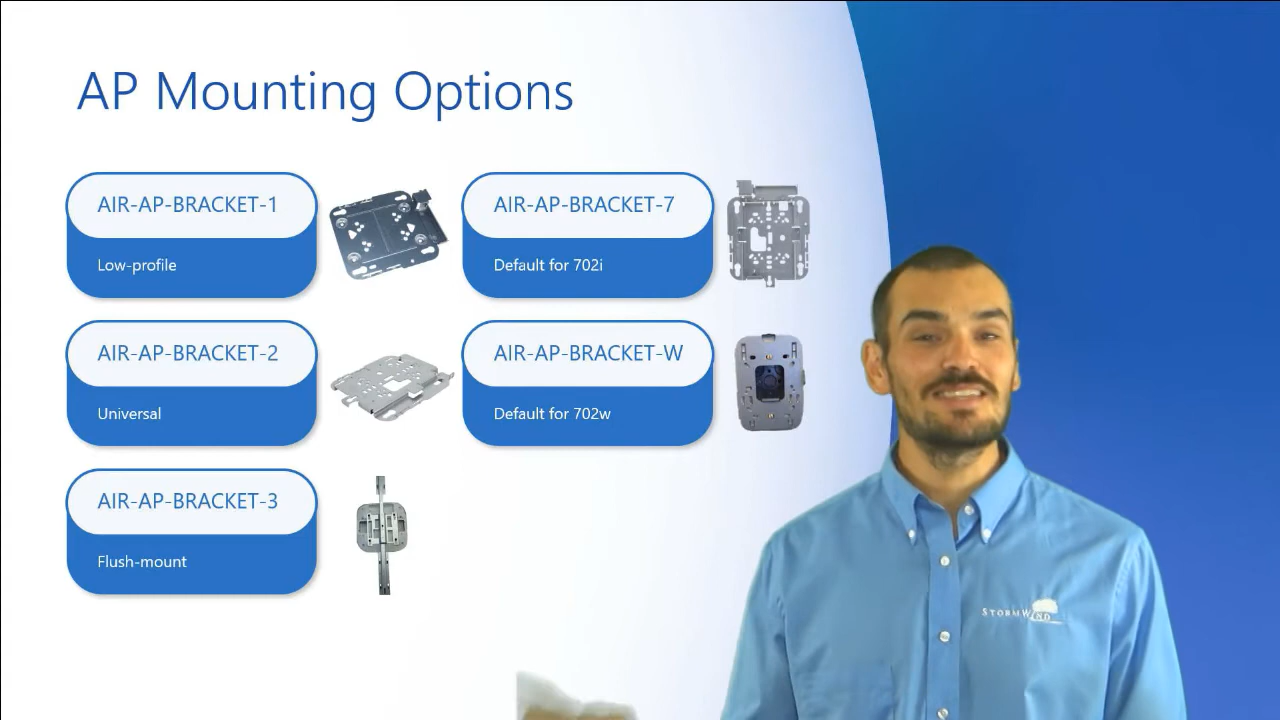 AP Mounting Options
AIR-AP-BRACKET-1
Low-profile
AIR-AP-BRACKET-7
Default for 702i
AIR-AP-BRACKET-2
Universal
AIR-AP-BRACKET-W
Default for 702w
AIR-AP-BRACKET-3
Flush-mount
STORMWIND